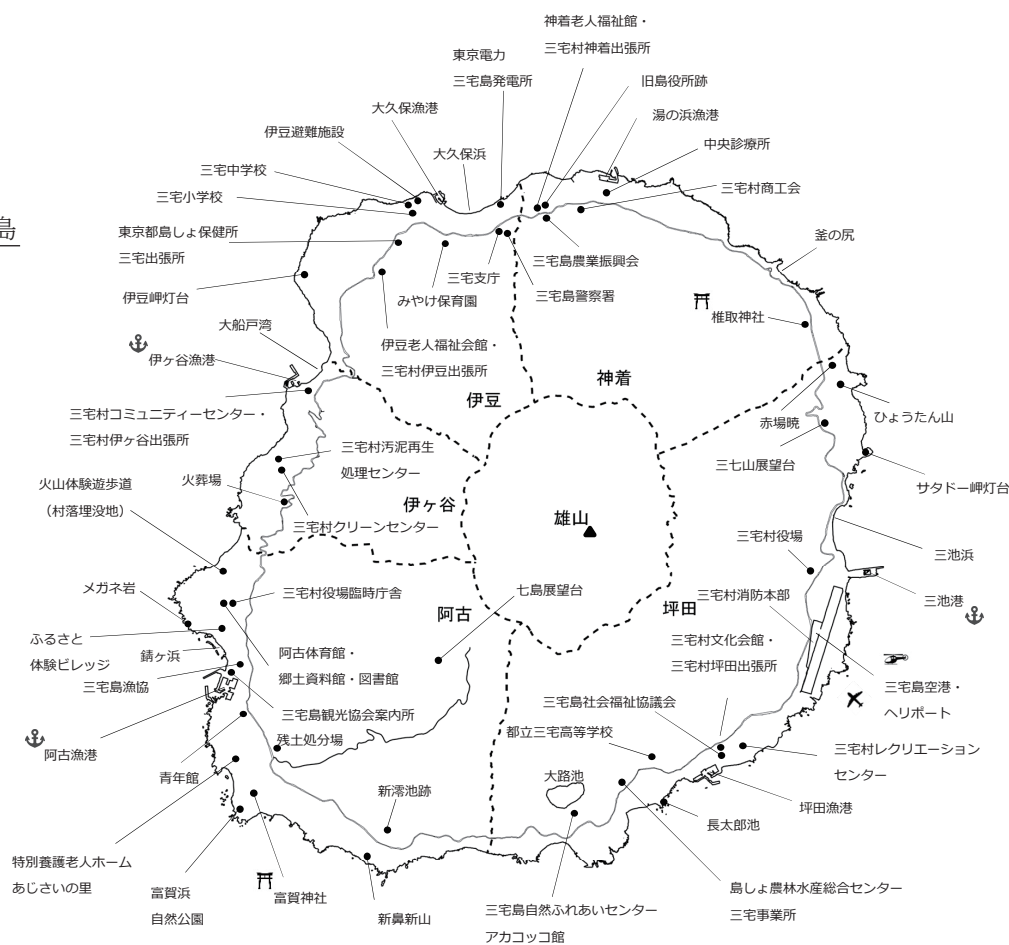 神着老人福祉館・
三宅村神着出張所
東京電力
三宅島発電所
旧島役所跡
大久保漁港
湯の浜漁港
伊豆避難施設
中央診療所
大久保浜
三宅中学校
三宅村商工会
三宅小学校
島
東京都島しょ保健所
三宅出張所
釜の尻
三宅島農業振興会
三宅支庁
伊豆岬灯台
みやけ保育園
三宅島警察署
椎取神社
大船戸湾
伊豆老人福祉会館・
三宅村伊豆出張所
伊ヶ谷漁港
神着
伊豆
三宅村コミュニティーセンター・
三宅村伊ヶ谷出張所
赤場暁
ひょうたん山
三宅村汚泥再生
処理センター
三七山展望台
火山体験遊歩道
（村落埋没地）
火葬場
サタドー岬灯台
伊ヶ谷
雄山
三宅村クリーンセンター
三宅村役場
三池浜
メガネ岩
三宅村役場臨時庁舎
七島展望台
三宅村消防本部
三池港
阿古
坪田
ふるさと
体験ビレッジ
錆ヶ浜
阿古体育館・
郷土資料館・図書館
三宅村文化会館・
三宅村坪田出張所
三宅島漁協
三宅島空港・
ヘリポート
三宅島観光協会案内所
三宅島社会福祉協議会
残土処分場
都立三宅高等学校
阿古漁港
三宅村レクリエーション
センター
青年館
新澪池跡
大路池
坪田漁港
長太郎池
特別養護老人ホーム
あじさいの里
富賀浜
自然公園
富賀神社
新鼻新山
三宅島自然ふれあいセンター
アカコッコ館
島しょ農林水産総合センター
三宅事業所